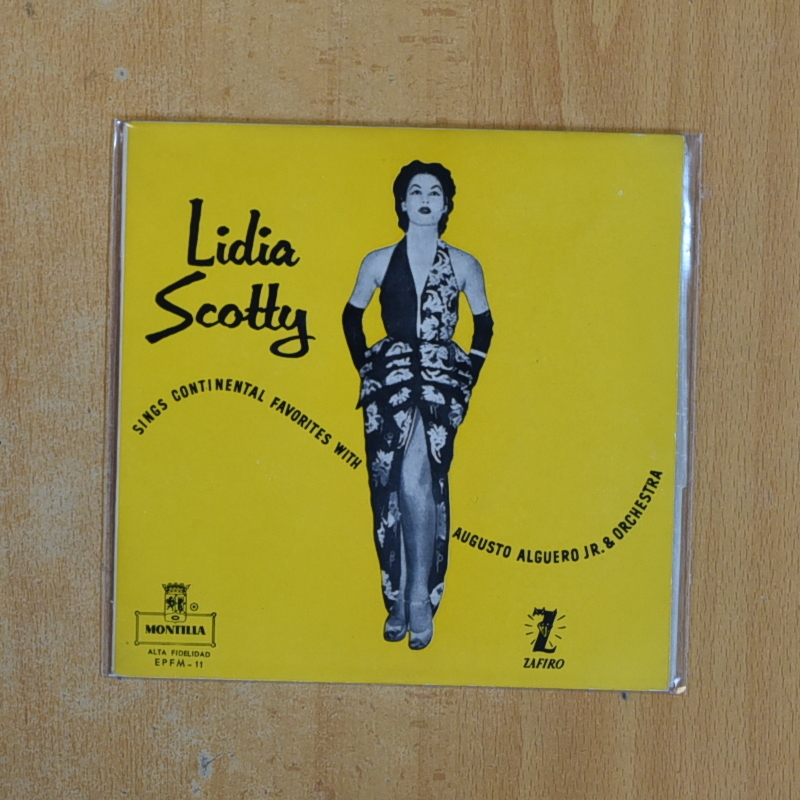 Lidia
Scotty
SINGS CONTINENTAL FAVORITES WITH
AUGUSTO ALGUERO JR. & ORCHESTRA
MONTILLA
ALTA FIDELIDAD
EPFM - 11
Z
ZAFIRO